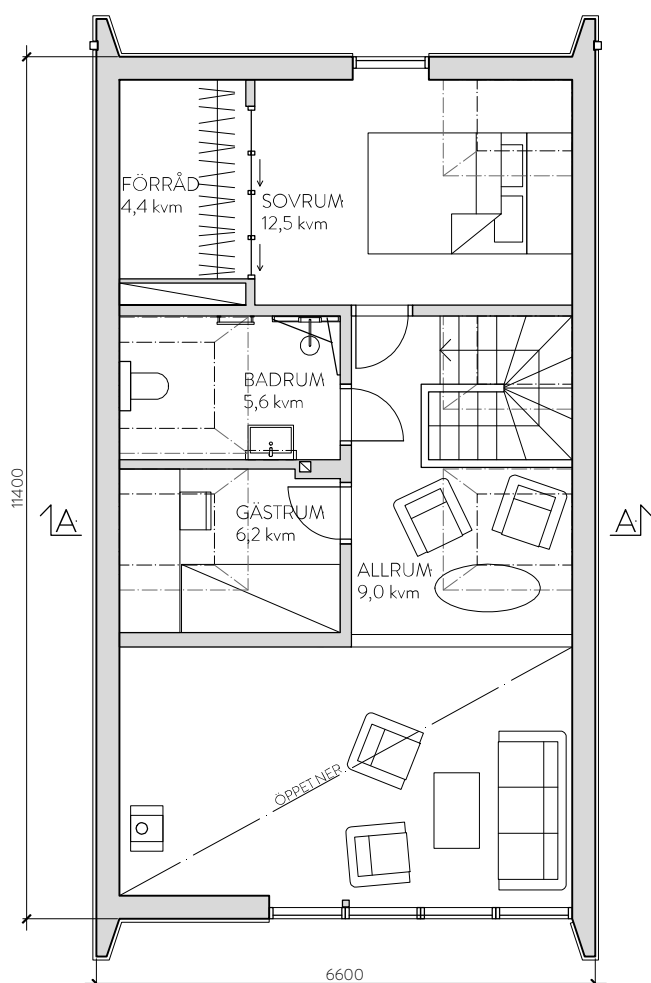 FÖRRÅD
4,4 kvm
SOVRUM
12,5 kvm
BADRUM
5,6 kvm
11400
A
GÄSTRUM
6,2 kvm
A
ALLRUM
9,0 kvm
ÖPPET NER
6600